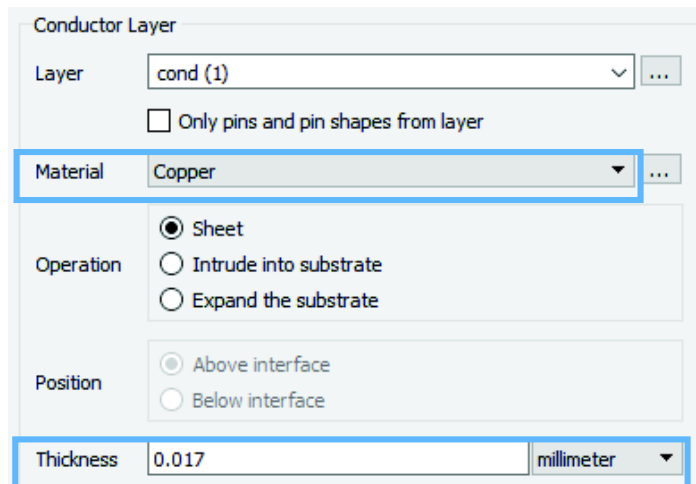 Conductor Layer
Layer cond (1) ...
Only pins and pin shapes from layer
Material Copper ...
Sheet
Operation Intrude into substrate
Expand the substrate
Above interface
Position
Below interface
Thickness 0.017 millimeter